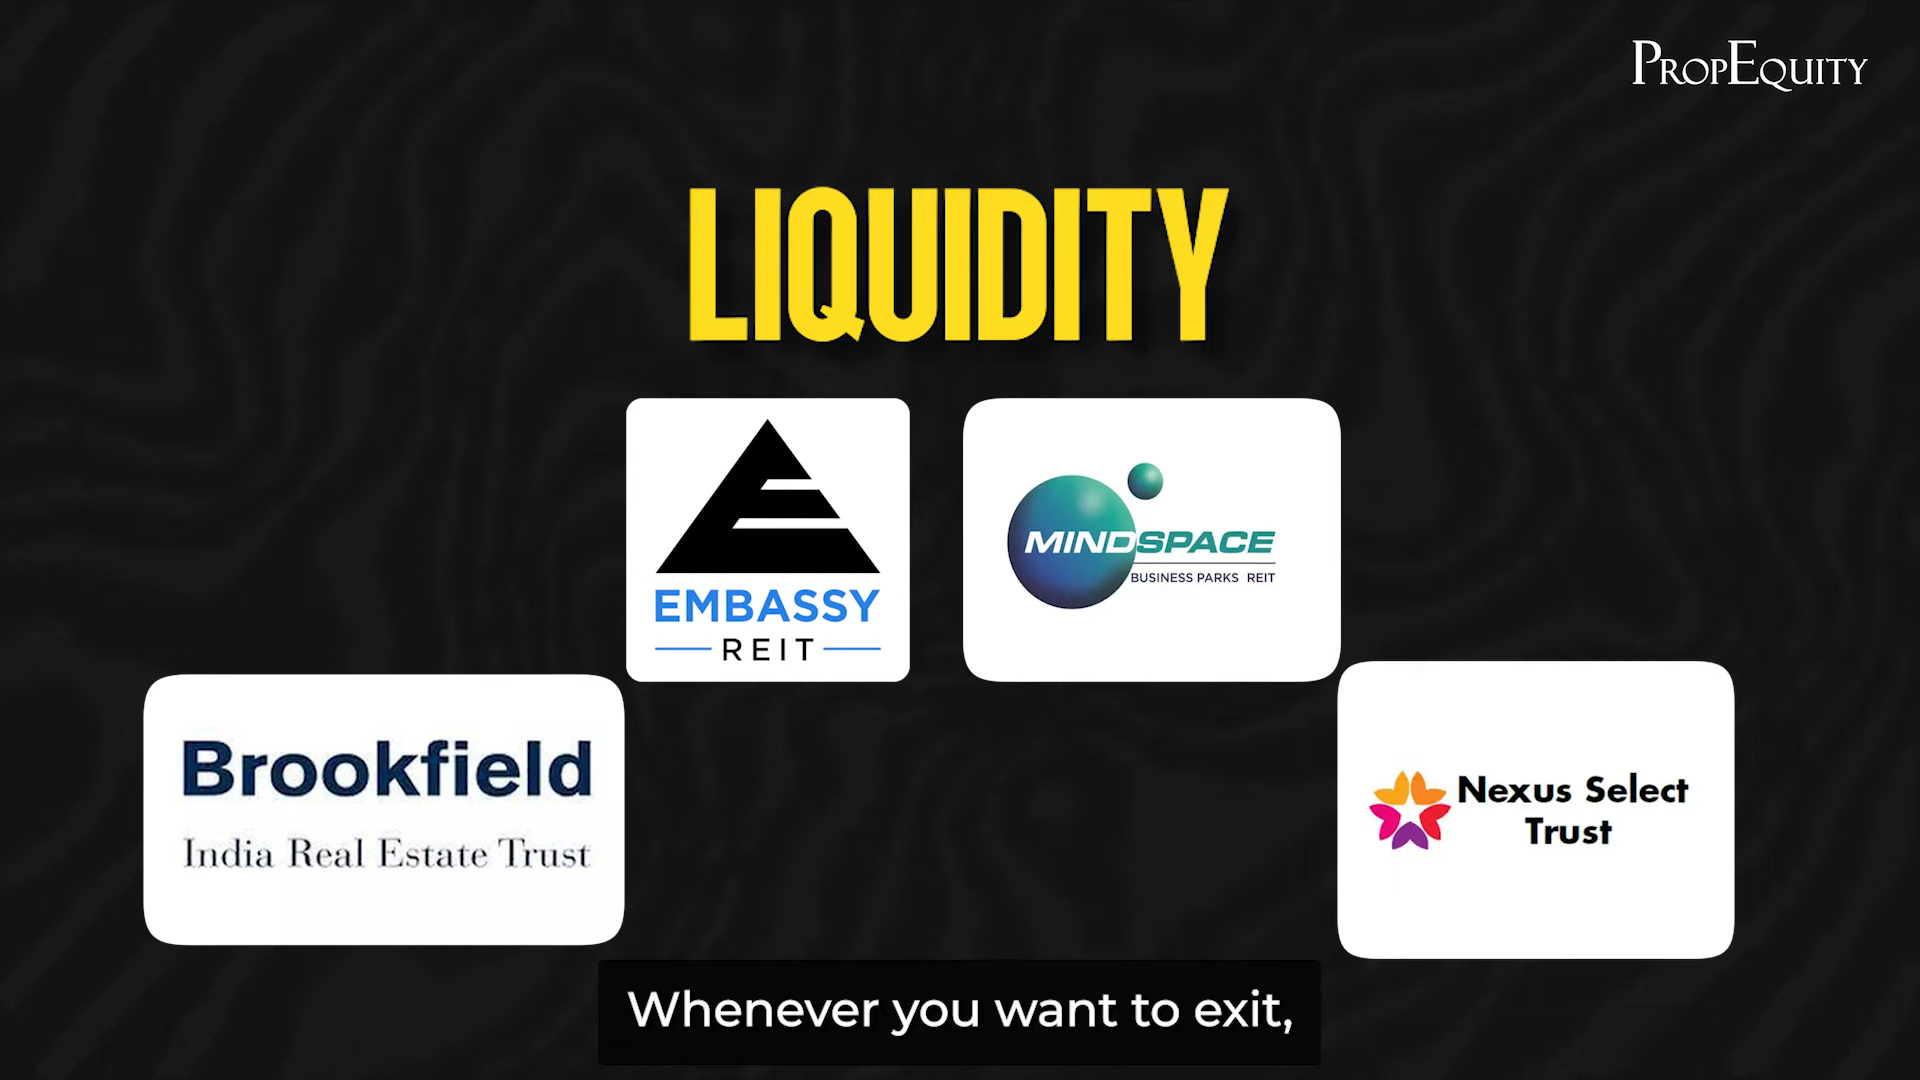 PROPEQUITY
LIQUIDITY
EMBASSY
REIT
MINDSPACE
BUSINESS PARKS REIT
Brookfield
India Real Estate Trust
Nexus Select
Trust
Whenever you want to exit,